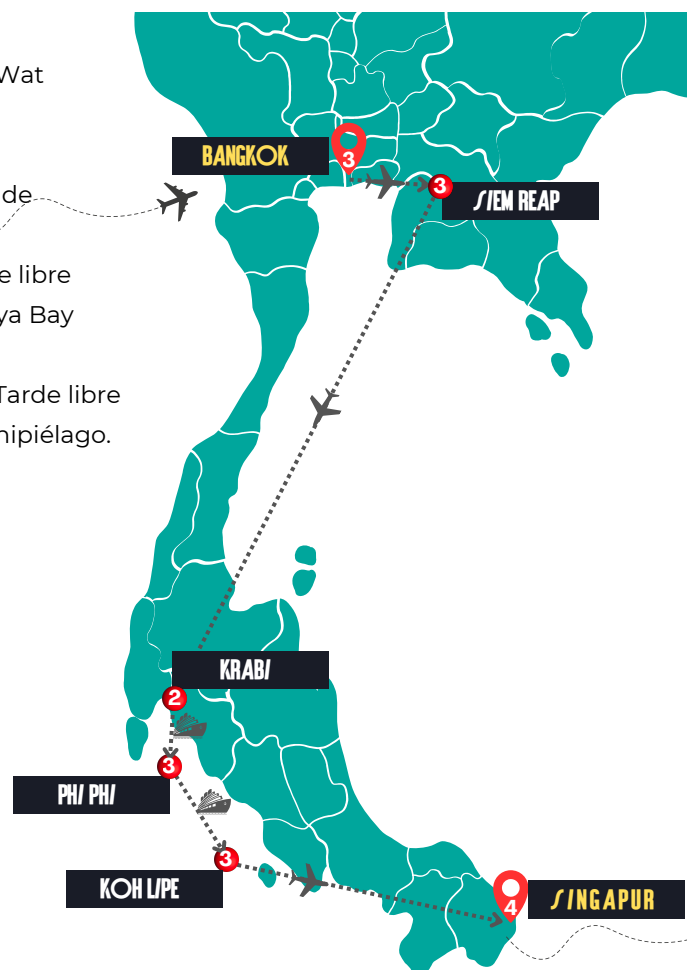 Wat
de
e libre
ya Bay
Tarde libre
hipiélago.
BANGKOK
3
3
SIEM REAP
KRABI
2
3
PHI PHI
3
KOH LIPE
SINGAPUR
4